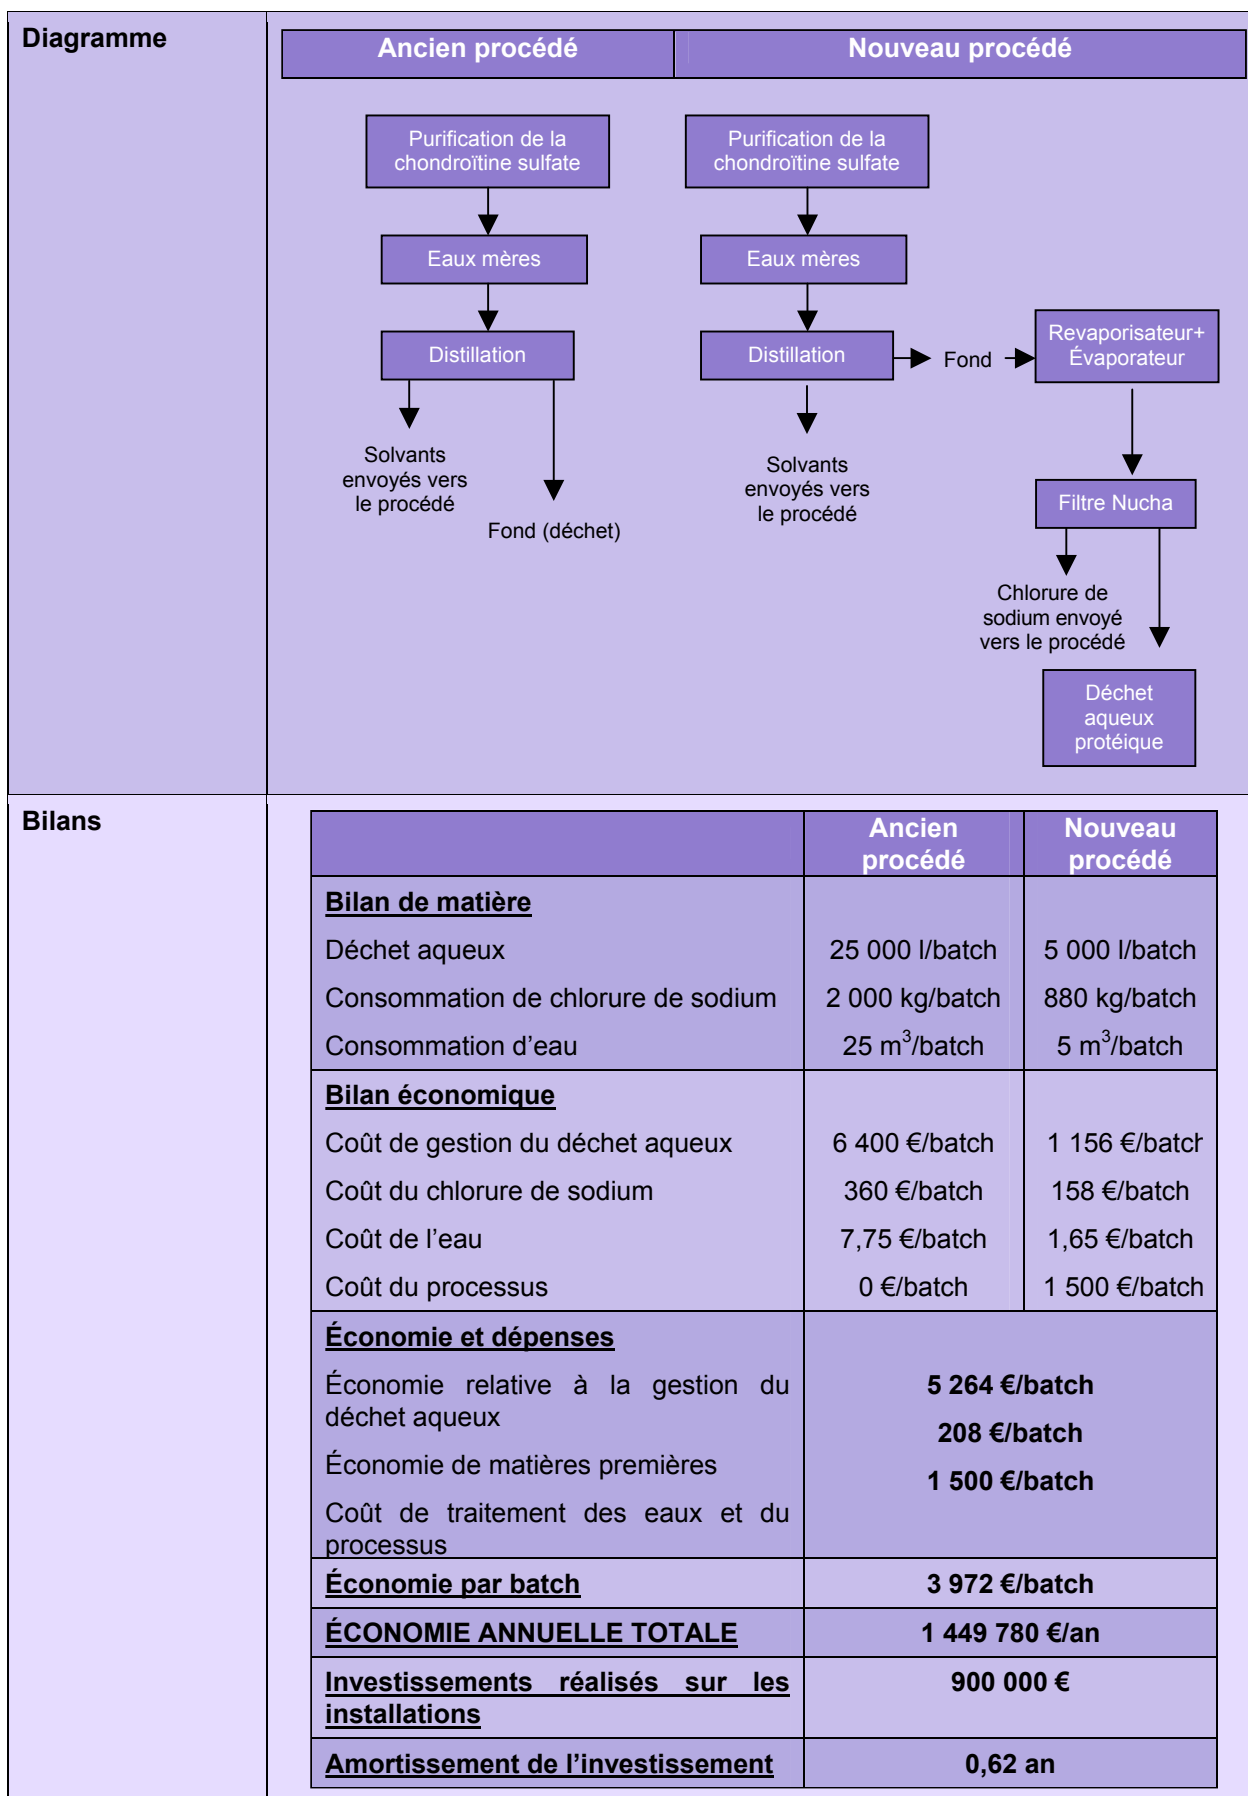 Diagramme
Ancien procédé
Nouveau procédé
Purification de la
chondroïtine sulfate
Eaux mères
Distillation
Solvants
envoyés vers
le procédé
Fond (déchet)
Purification de la
chondroïtine sulfate
Eaux mères
Distillation
Fond
Revaporisateur+
Évaporateur
Solvants
envoyés vers
le procédé
Filtre Nucha
Chlorure de
sodium envoyé
vers le procédé
Déchet
aqueux
protéique
Bilans
Ancien
procédé
Nouveau
procédé
Bilan de matière
Déchet aqueux 25 000 l/batch 5 000 l/batch
Consommation de chlorure de sodium 2 000 kg/batch 880 kg/batch
Consommation d’eau 25 m³/batch 5 m³/batch
Bilan économique
Coût de gestion du déchet aqueux 6 400 €/batch 1 156 €/batch
Coût du chlorure de sodium 360 €/batch 158 €/batch
Coût de l’eau 7,75 €/batch 1,65 €/batch
Coût du processus 0 €/batch 1 500 €/batch
Économie et dépenses
Économie relative à la gestion du
déchet aqueux
5 264 €/batch
Économie de matières premières
208 €/batch
Coût de traitement des eaux et du
processus
1 500 €/batch
Économie par batch 3 972 €/batch
ÉCONOMIE ANNUELLE TOTALE 1 449 780 €/an
Investissements réalisés sur les
installations
900 000 €
Amortissement de l’investissement 0,62 an